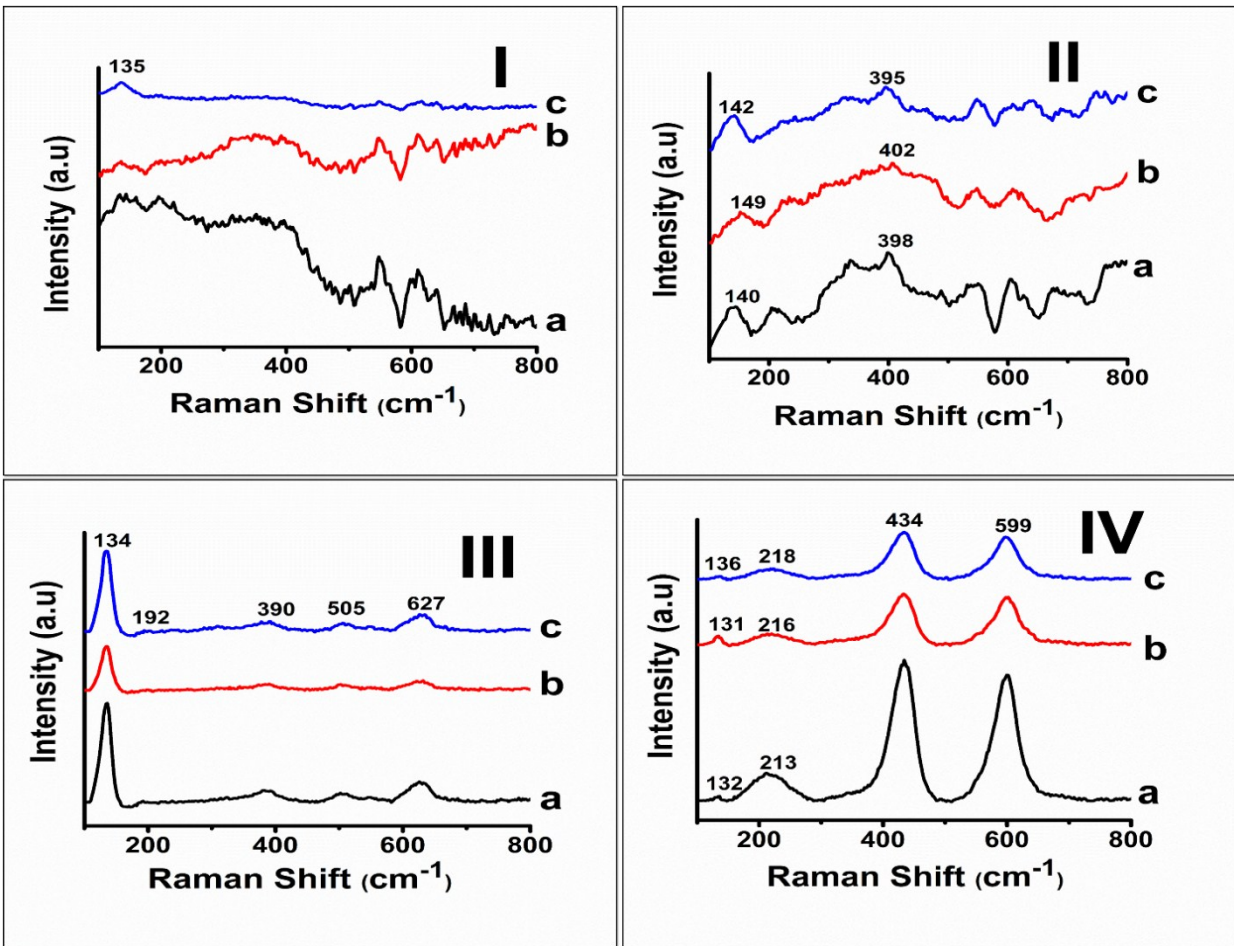 I
135
c
b
a
Intensity (a.u)
200 400 600 800
Raman Shift (cm⁻¹)
II
395
142
c
402
149
b
398
140
a
Intensity (a.u)
200 400 600 800
Raman Shift (cm⁻¹)
III
134
192 390 505 627
c
b
a
Intensity (a.u)
200 400 600 800
Raman Shift (cm⁻¹)
IV
434 599
136 218
c
131 216
b
213
132
a
Intensity (a.u)
200 400 600 800
Raman Shift (cm⁻¹)